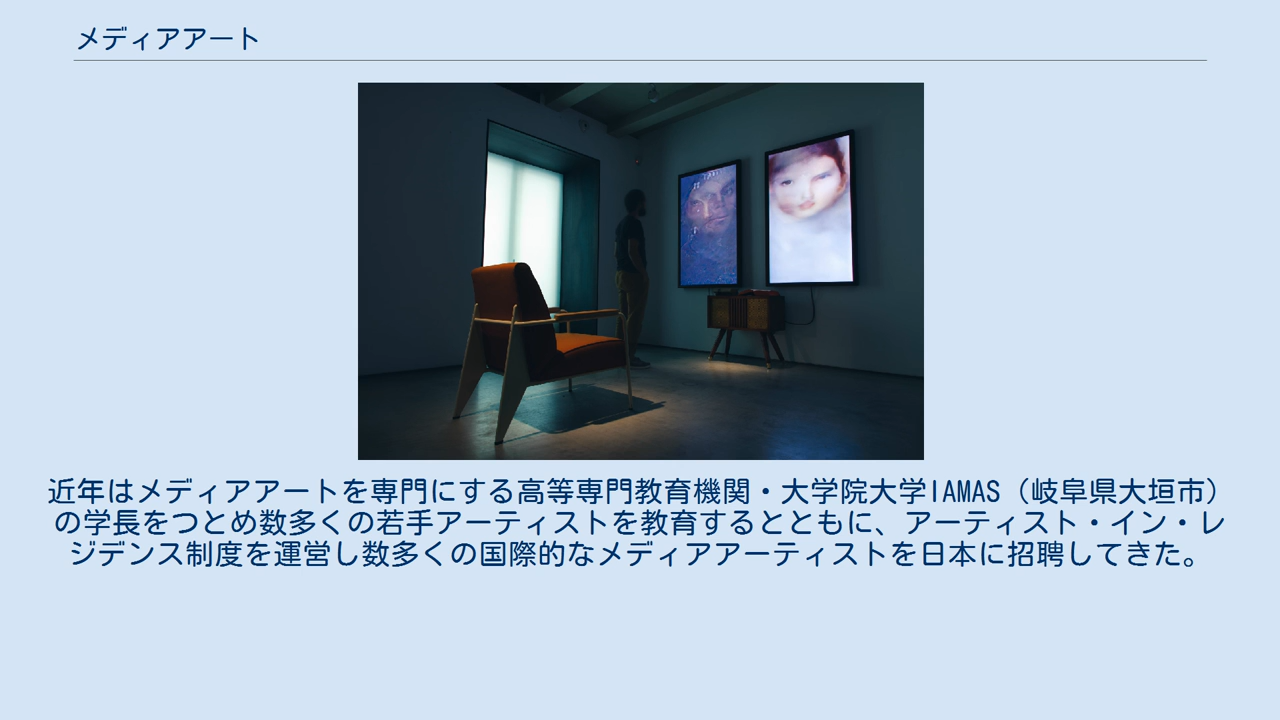 メディアアート
近年はメディアアートを専門にする高等専門教育機関・大学院大学IAMAS（岐阜県大垣市）
の学長をつとめ数多くの若手アーティストを教育するとともに、アーティスト・イン・レ
ジデンス制度を運営し数多くの国際的なメディアアーティストを日本に招聘してきた。